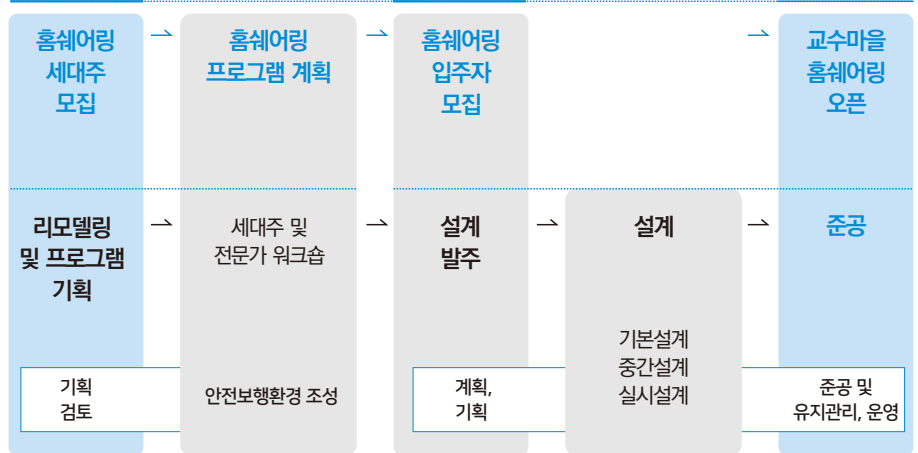 홈쉐어링
세대주
모집
→
홈쉐어링
프로그램 계획
→
홈쉐어링
입주자
모집
→
교수마을
홈쉐어링
오픈
리모델링
및 프로그램
기획
→
세대주 및
전문가 워크숍
→
설계
발주
→
설계
→
준공
기본설계
중간설계
실시설계
기획
검토
안전보행환경 조성
계획,
기획
준공 및
유지관리, 운영